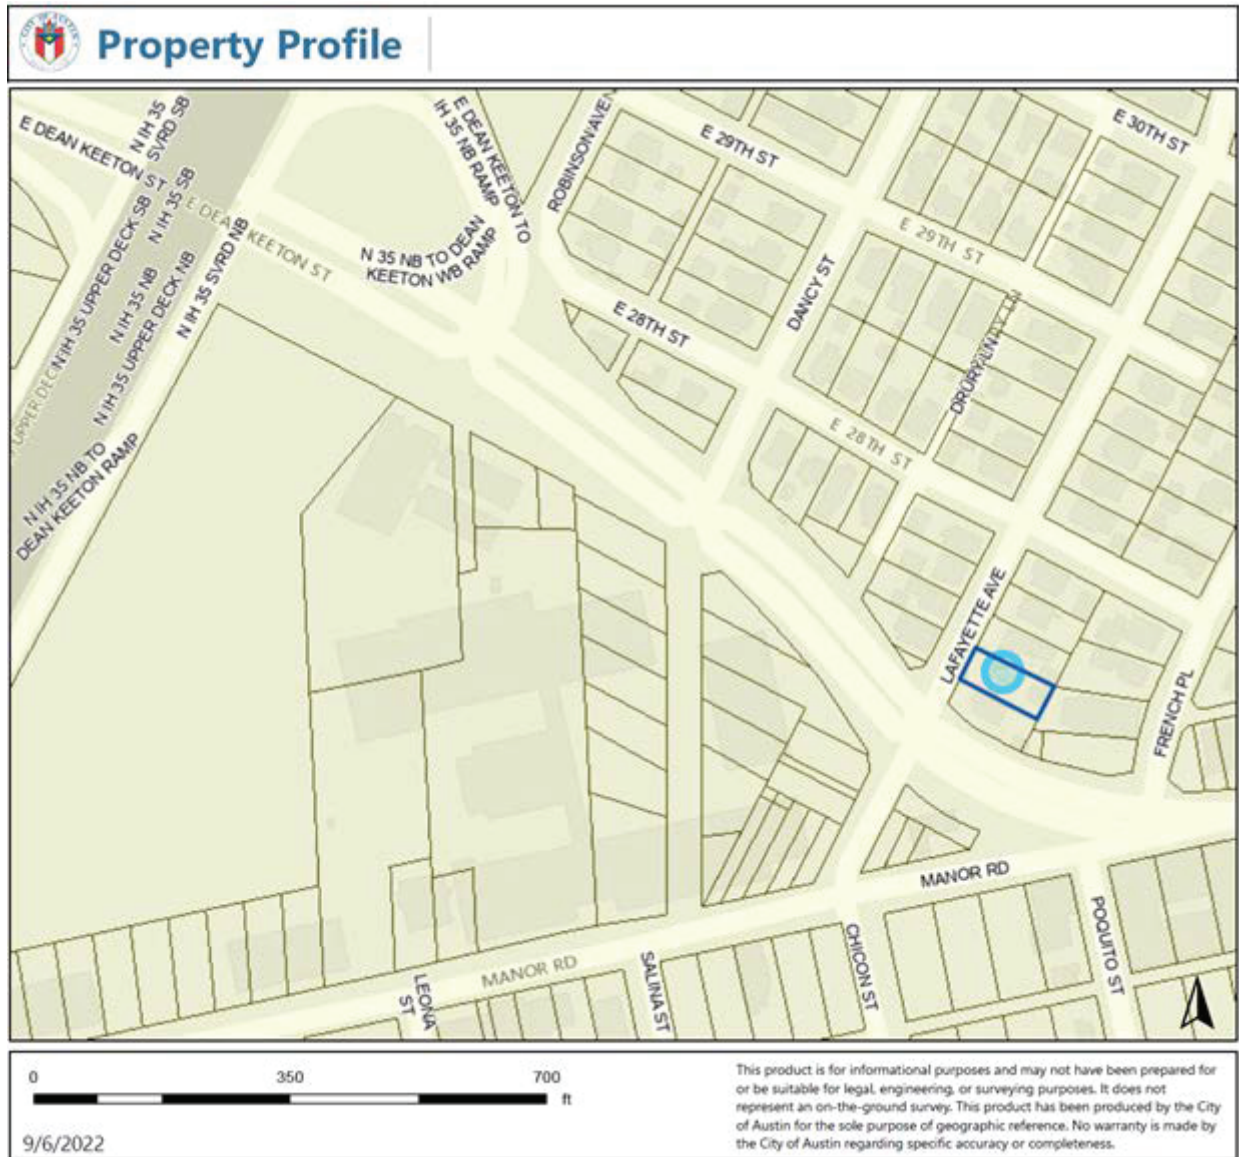 CITY OF AUSTIN
Property Profile
N IH 35
SVRD SB
E DEAN KEETON ST
E DEAN KEETON ST
N IH 35 UPPER DECK SB
N IH 35 SB
N IH 35 NB
N IH 35 UPPER DECK NB
N IH 35 SVRD NB
UPPER DECK
N IH 35 NB TO
DEAN KEETON RAMP
E DEAN KEETON TO
IH 35 NB RAMP
N 35 NB TO DEAN
KEETON WB RAMP
ROBINSON AVE
E 29TH ST
E 30TH ST
E 29TH ST
E 28TH ST
DANCY ST
DRURY LN
E 28TH ST
LAFAYETTE AVE
FRENCH PL
MANOR RD
MANOR RD
LEONA
ST
SALINA ST
CHICON ST
POQUITO ST
0 350 700
ft
9/6/2022
This product is for informational purposes and may not have been prepared for
or be suitable for legal, engineering, or surveying purposes. It does not
represent an on-the-ground survey. This product has been produced by the City
of Austin for the sole purpose of geographic reference. No warranty is made by
the City of Austin regarding specific accuracy or completeness.